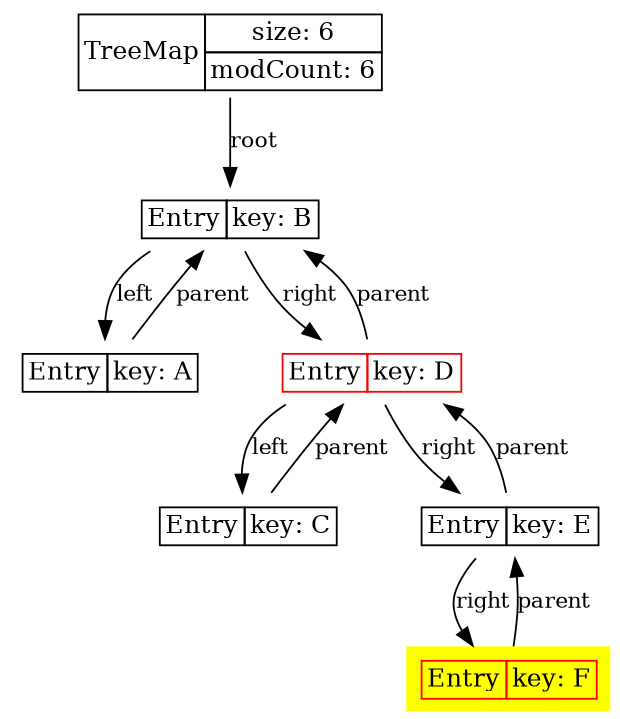 TreeMap size: 6
modCount: 6
root
Entry key: B
left parent right parent
Entry key: A Entry key: D
left parent right parent
Entry key: C Entry key: E
right parent
Entry key: F